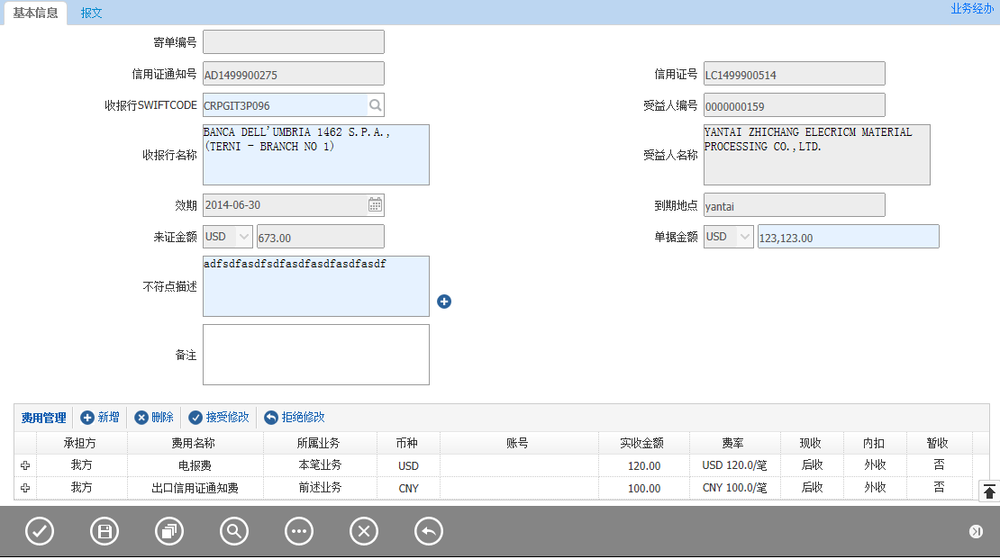 基本信息 报文 业务经办
寄单编号
信用证通知号 AD1499900275 信用证号 LC1499900514
收报行SWIFTCODE CRPGIT3P096 受益人编号 0000000159
收报行名称 BANCA DELL'UMBRIA 1462 S.P.A.,
(TERNI - BRANCH NO 1)
受益人名称 YANTAI ZHICHANG ELECRICM MATERIAL
PROCESSING CO.,LTD.
效期 2014-06-30 到期地点 yantai
来证金额 USD 673.00 单据金额 USD 123,123.00
不符点描述 adfsdfasdfsdfasdfasdfasdfasdf
备注
费用管理 新增 删除 接受修改 拒绝修改
承担方 费用名称 所属业务 币种 账号 实收金额 费率 现收 内扣 暂收
我方 电报费 本笔业务 USD 120.00 USD 120.0/笔 后收 外收 否
我方 出口信用证通知费 前述业务 CNY 100.00 CNY 100.0/笔 后收 外收 否